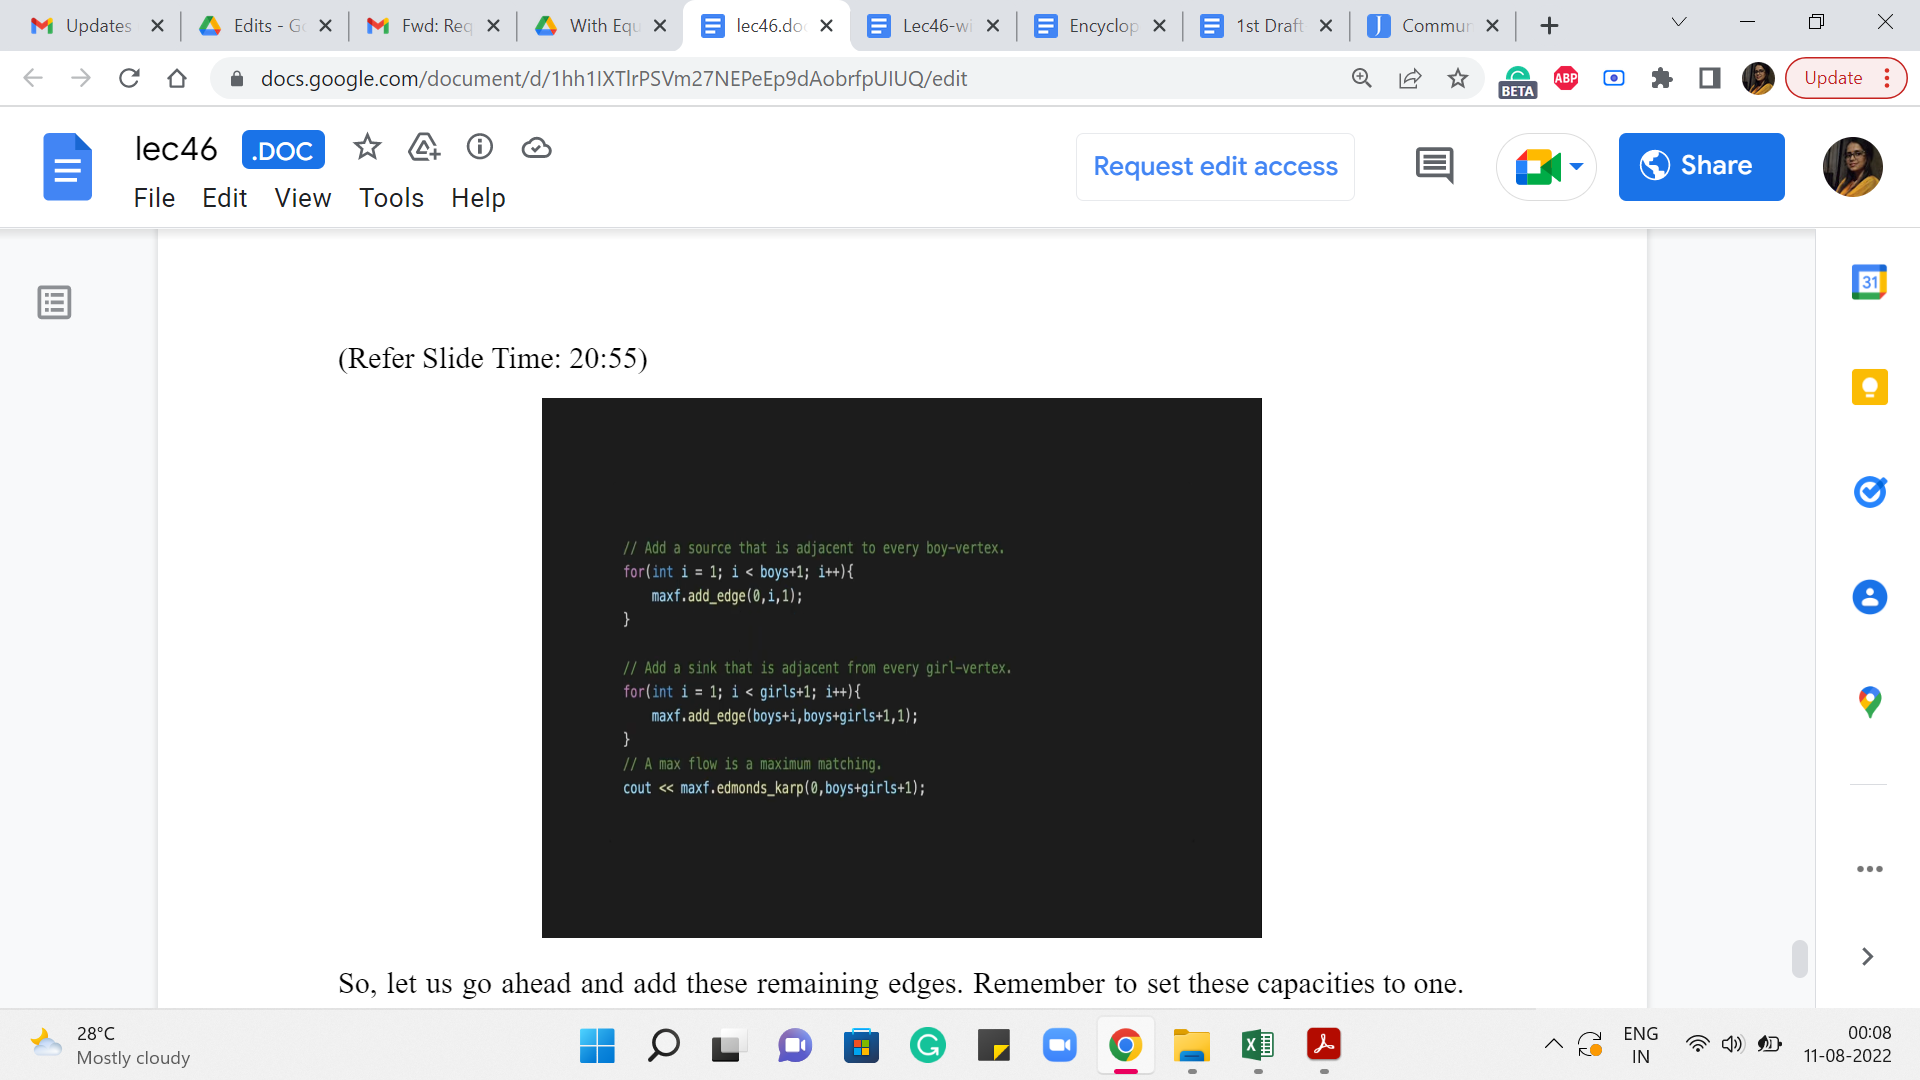 Updates
Edits - Go
Fwd: Req
With Equ
lec46.doc
Lec46-wi
Encyclop
1st Draft
Commun
docs.google.com/document/d/1hh1IXTlrPSVm27NEPeEp9dAobrfpUIUQ/edit
BETA
ABP
Update
lec46 .DOC
File Edit View Tools Help
Request edit access
Share
31
(Refer Slide Time: 20:55)
// Add a source that is adjacent to every boy-vertex.
for(int i = 1; i < boys+1; i++){
maxf.add_edge(0,i,1);
}
// Add a sink that is adjacent from every girl-vertex.
for(int i = 1; i < girls+1; i++){
maxf.add_edge(boys+i,boys+girls+1,1);
}
// A max flow is a maximum matching.
cout << maxf.edmonds_karp(0,boys+girls+1);
So, let us go ahead and add these remaining edges. Remember to set these capacities to one.
28°C
Mostly cloudy
ENG
IN
00:08
11-08-2022